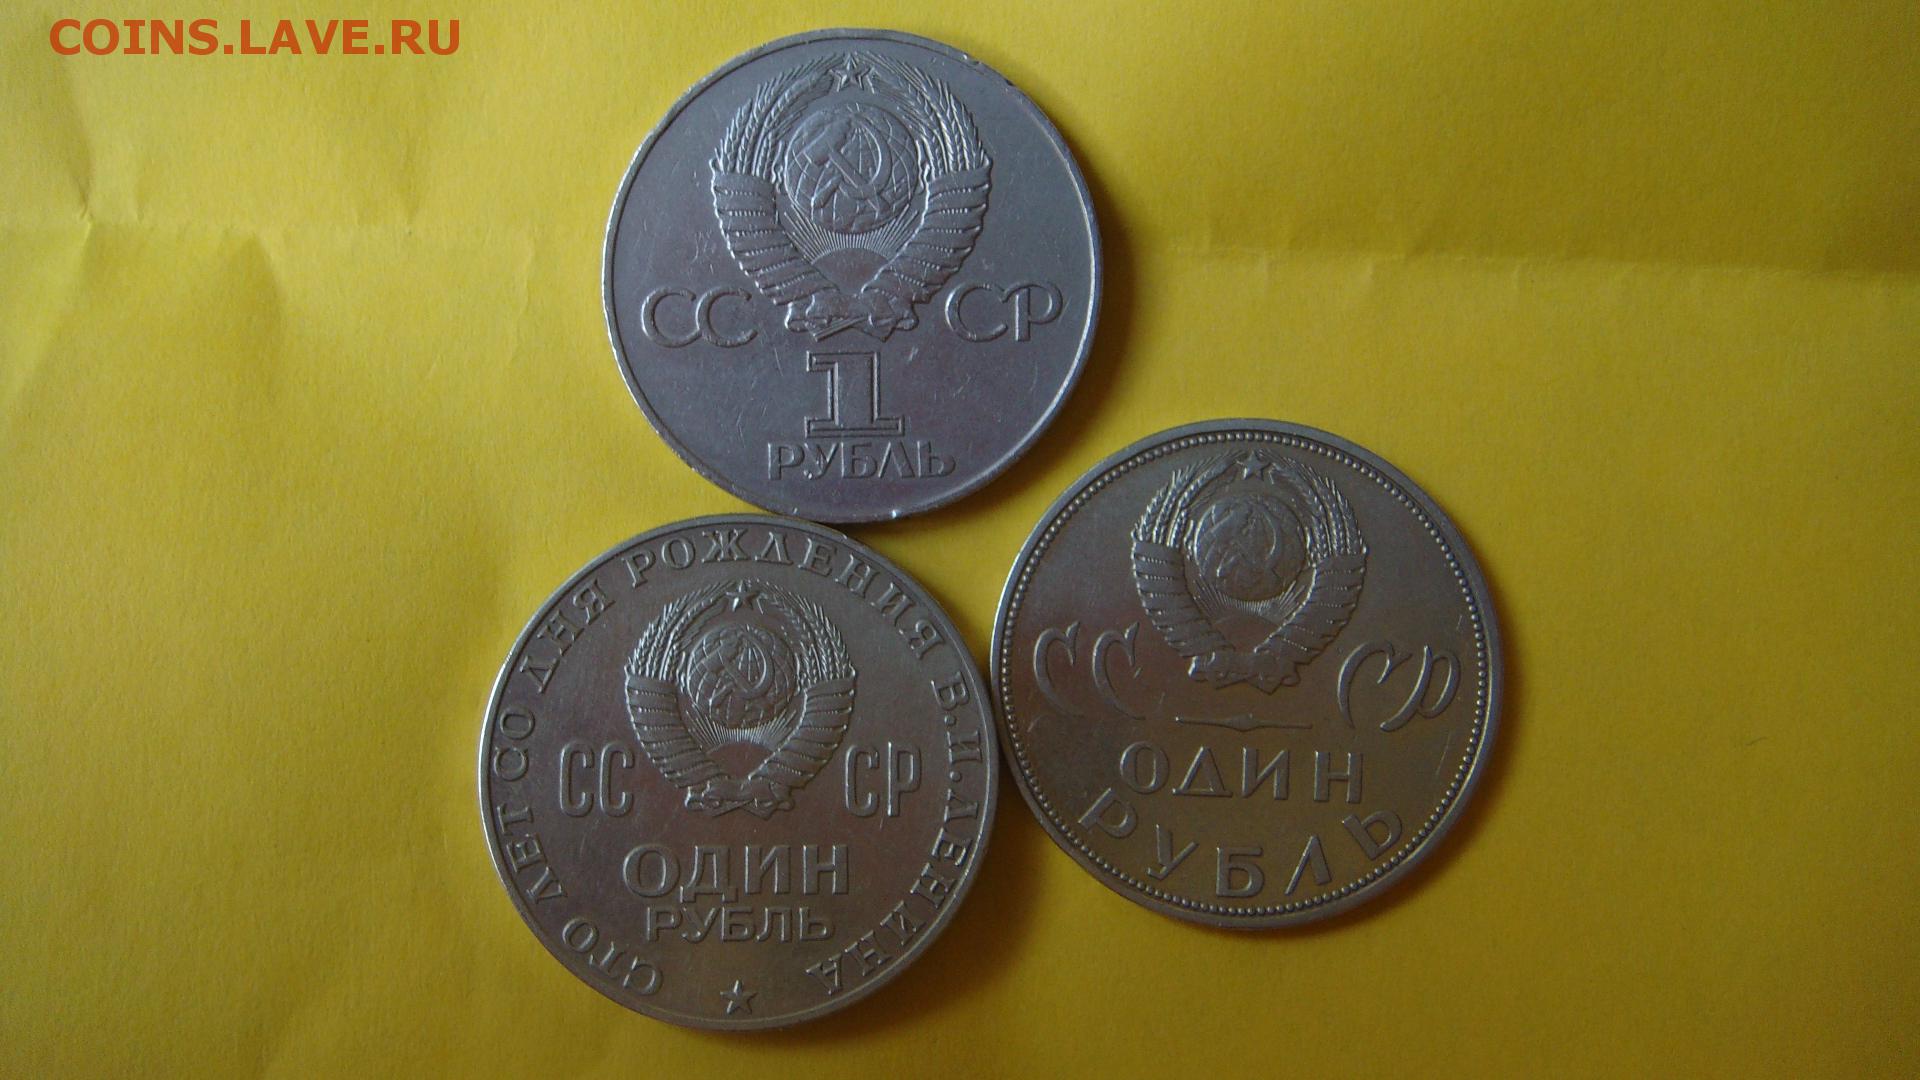 COINS.LAVE.RU
СС СР
1
РУБЛЬ
СТО ЛЕТ СО ДНЯ РОЖДЕНИЯ В.И.ЛЕНИНА
СС СР
ОДИН
РУБЛЬ
СС СР
ОДИН
РУБЛЬ